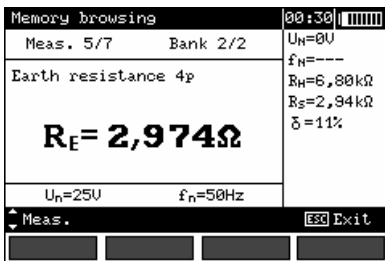 Memory browsing 00:30
Meas. 5/7 Bank 2/2
Earth resistance 4p
RE= 2,974Ω
Un=25V fn=50Hz
UN=0V
fN=---
RH=6,80kΩ
RS=2,94kΩ
δ=11%
Meas. ESC Exit